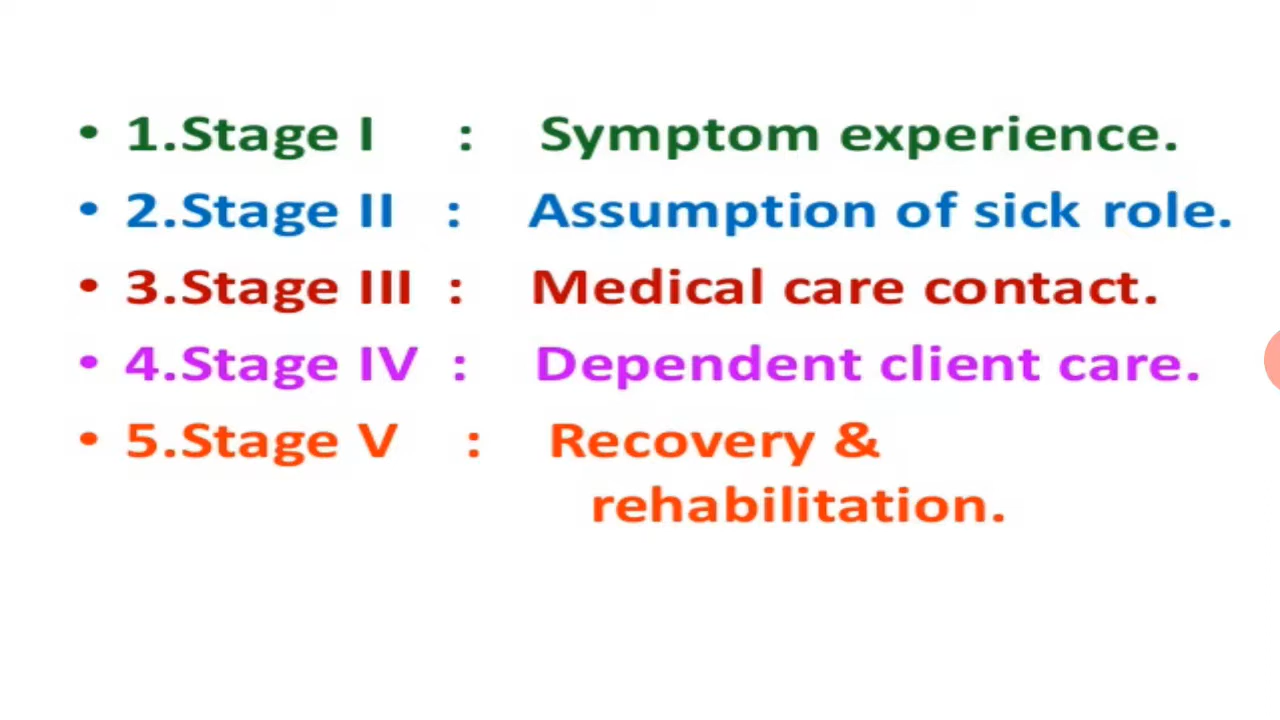 • 1.Stage I : Symptom experience.
• 2.Stage II : Assumption of sick role.
• 3.Stage III : Medical care contact.
• 4.Stage IV : Dependent client care.
• 5.Stage V : Recovery &
rehabilitation.